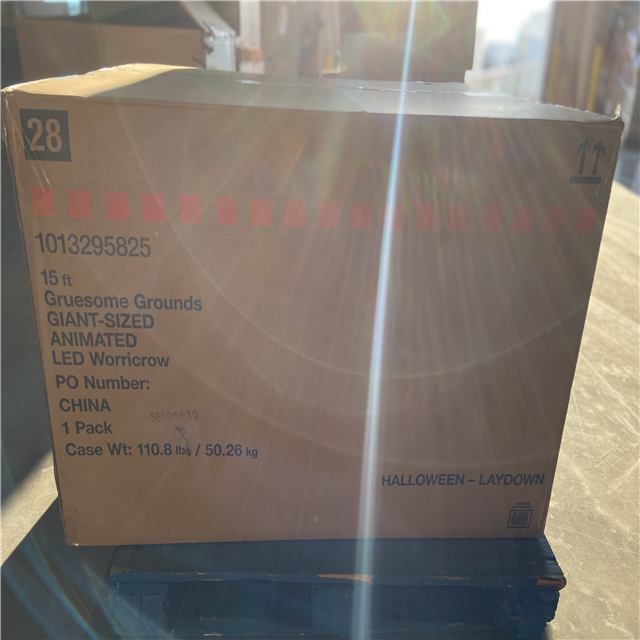 28
1013295825
15 ft
Gruesome Grounds
GIANT-SIZED
ANIMATED
LED Worricrow
PO Number:
CHINA
1 Pack
Case Wt: 110.8 lbs / 50.26 kg
HALLOWEEN – LAYDOWN